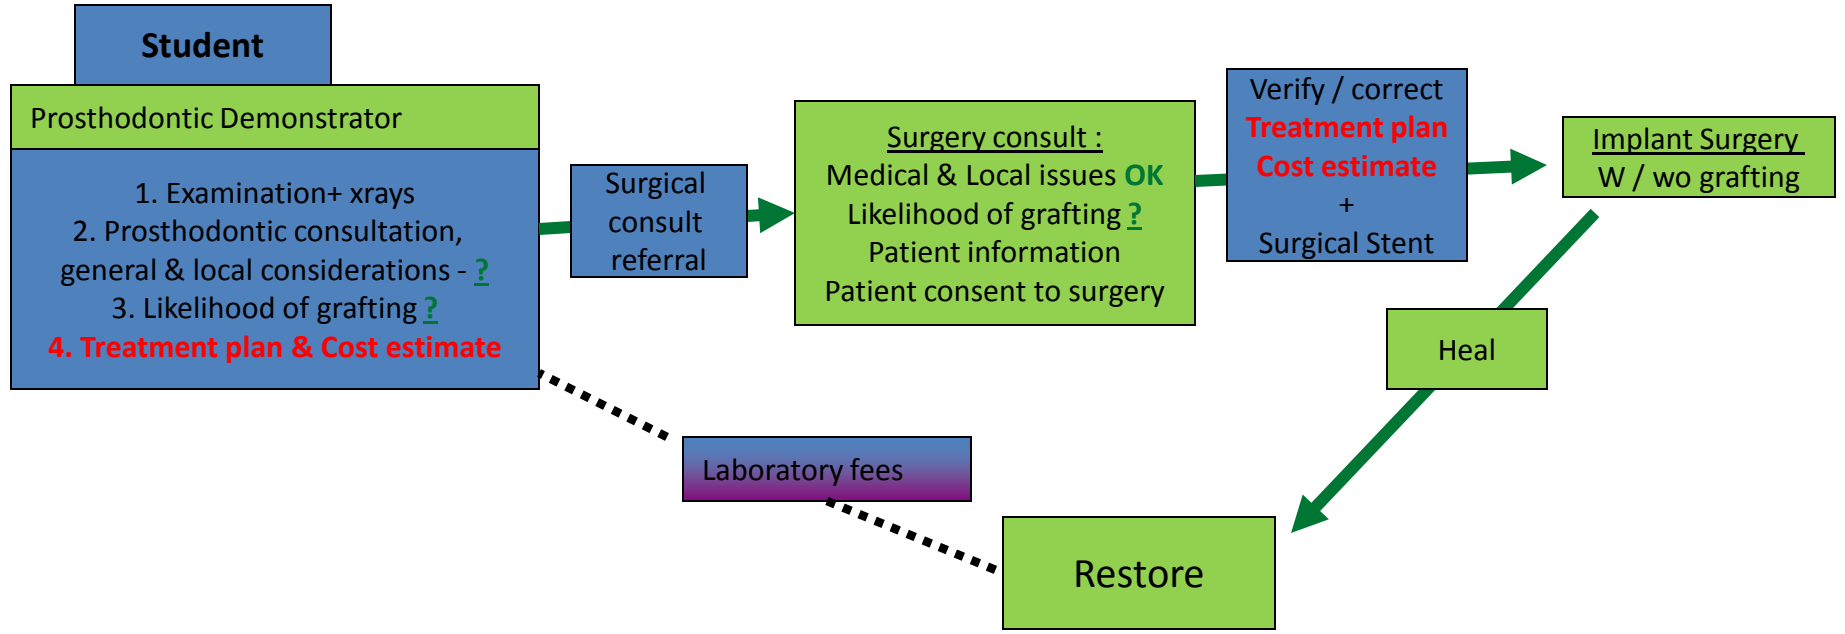 Student
Prosthodontic Demonstrator
1. Examination+ xrays
2. Prosthodontic consultation,
general & local considerations - ?
3. Likelihood of grafting ?
4. Treatment plan & Cost estimate
Surgical
consult
referral
Surgery consult :
Medical & Local issues OK
Likelihood of grafting ?
Patient information
Patient consent to surgery
Verify / correct
Treatment plan
Cost estimate
+
Surgical Stent
Implant Surgery
W / wo grafting
Heal
Laboratory fees
Restore